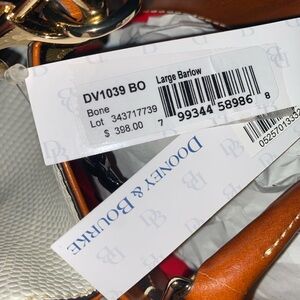 DV1039 BO Large Barlow
Bone
Lot 343717739
$ 398.00
7 99344 58986 8
DOONEY & BOURKE